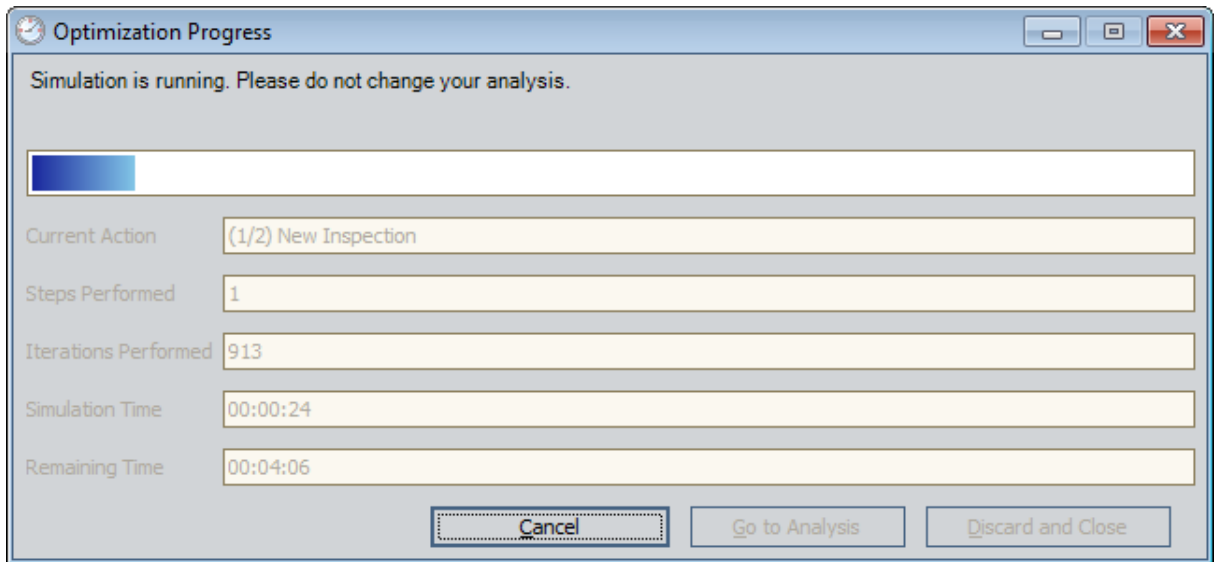 Optimization Progress
Simulation is running. Please do not change your analysis.
Current Action (1/2) New Inspection
Steps Performed 1
Iterations Performed 913
Simulation Time 00:00:24
Remaining Time 00:04:06
Cancel Go to Analysis Discard and Close